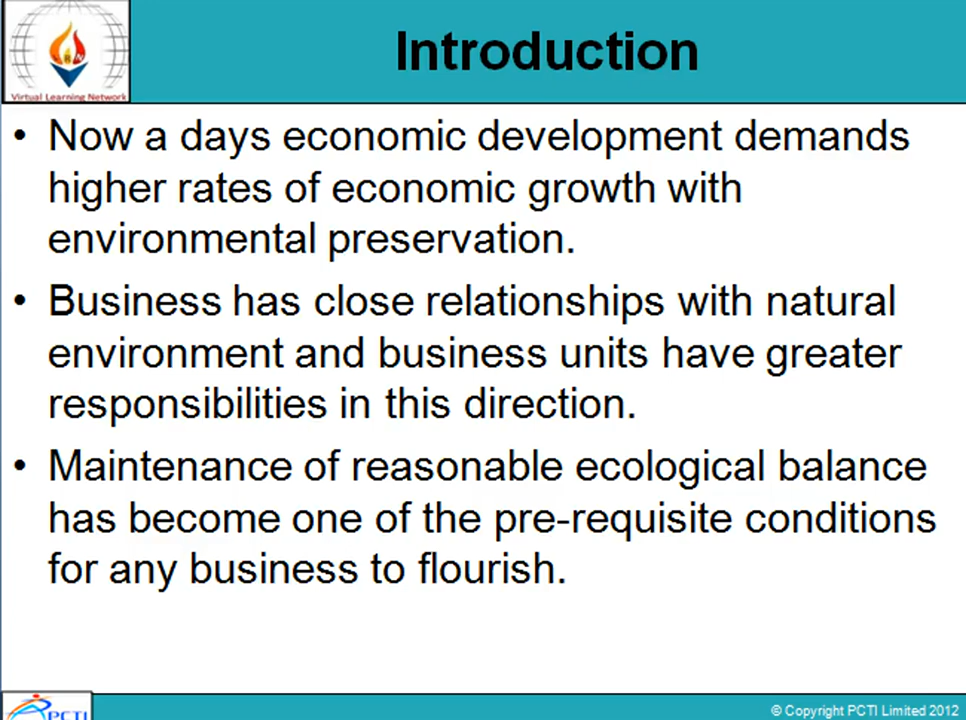 Introduction
Virtual Learning Network
• Now a days economic development demands
higher rates of economic growth with
environmental preservation.
• Business has close relationships with natural
environment and business units have greater
responsibilities in this direction.
• Maintenance of reasonable ecological balance
has become one of the pre-requisite conditions
for any business to flourish.
PCTI
© Copyright PCTI Limited 2012